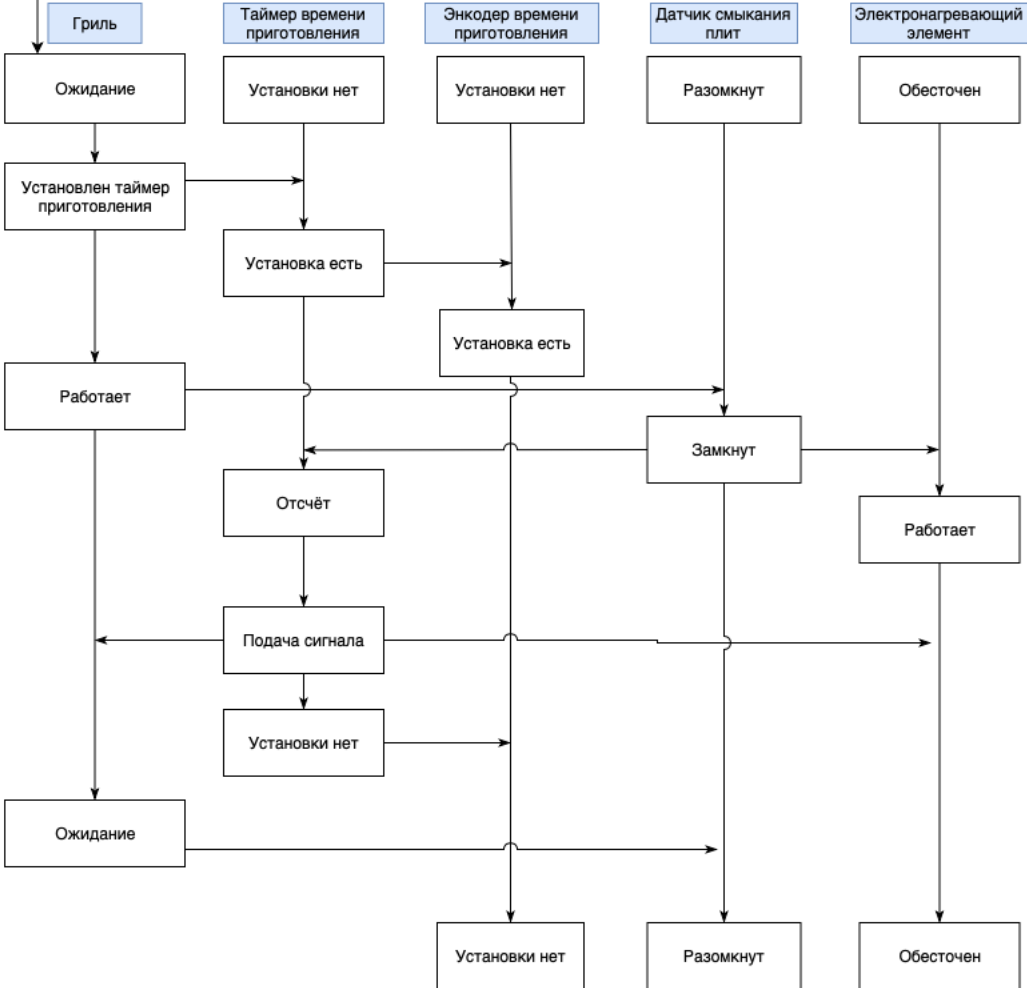 Гриль
Таймер времени
приготовления
Энкодер времени
приготовления
Датчик смыкания
плит
Электронагревающий
элемент
Ожидание
Установки нет
Установки нет
Разомкнут
Обесточен
Установлен таймер
приготовления
Установка есть
Установка есть
Работает
Замкнут
Отсчёт
Работает
Подача сигнала
Установки нет
Ожидание
Установки нет
Разомкнут
Обесточен